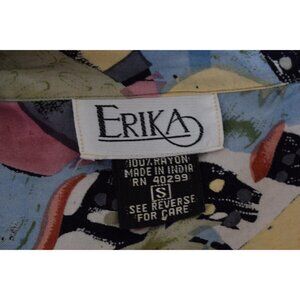 ERIKA
100% RAYON
MADE IN INDIA
RN 40299
S
SEE REVERSE
FOR CARE